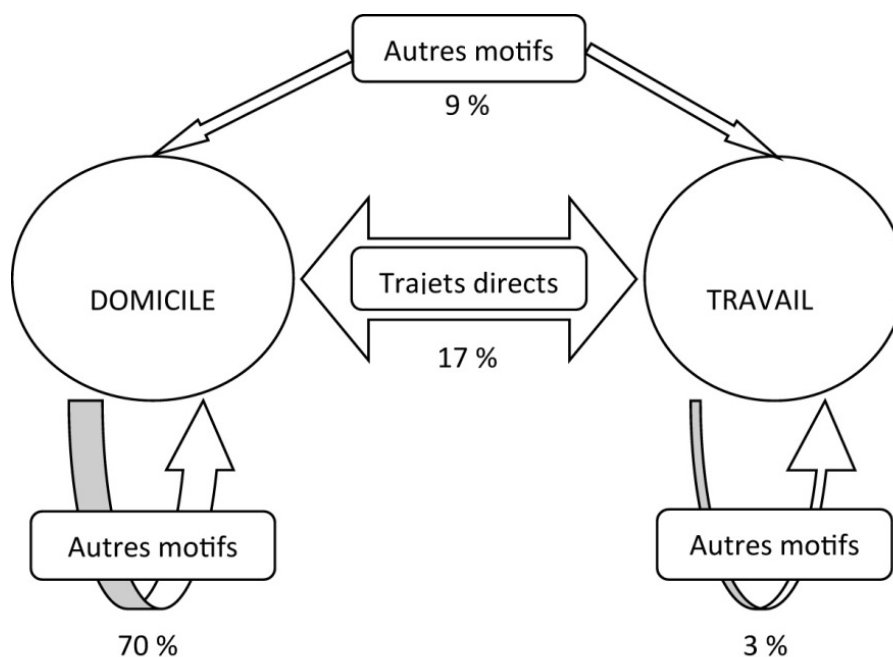 Autres motifs
9 %
DOMICILE
Trajets directs
TRAVAIL
17 %
Autres motifs
Autres motifs
70 %
3 %